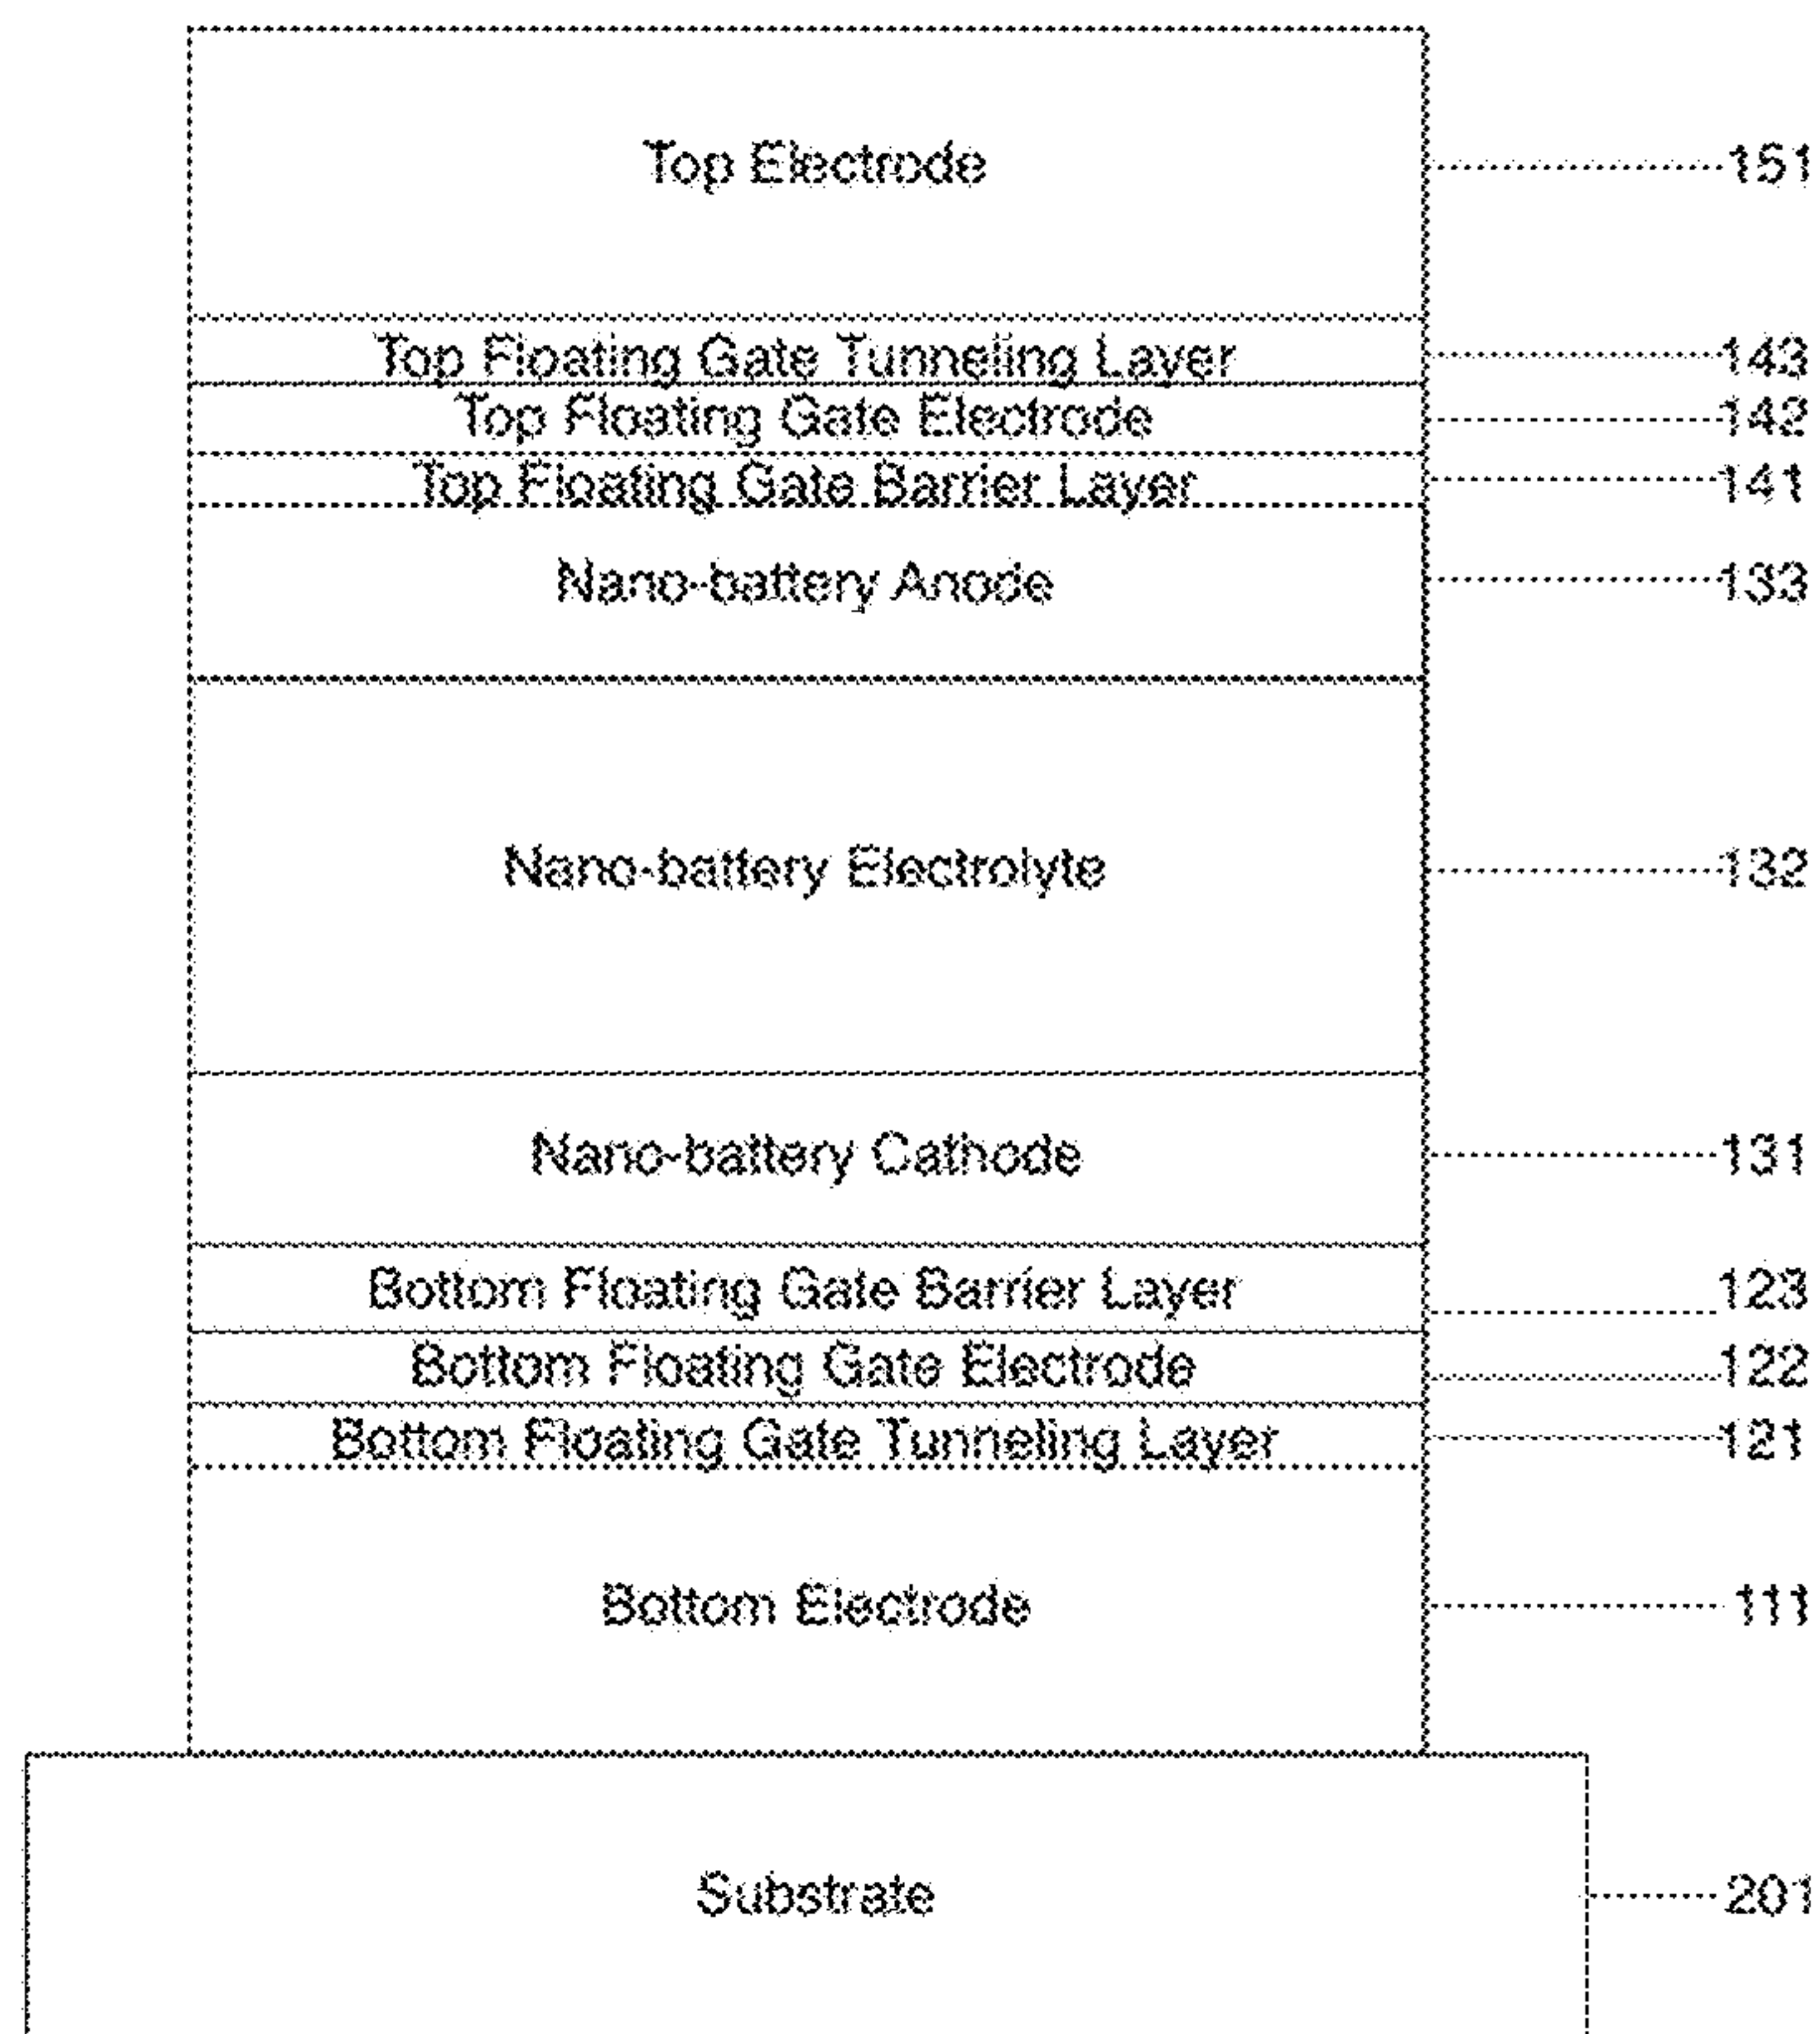 Top Electrode 151
Top Floating Gate Tunneling Layer 143
Top Floating Gate Electrode 142
Top Floating Gate Barrier Layer 141
Nano-battery Anode 133
Nano-battery Electrolyte 132
Nano-battery Cathode 131
Bottom Floating Gate Barrier Layer 123
Bottom Floating Gate Electrode 122
Bottom Floating Gate Tunneling Layer 121
Bottom Electrode 111
Substrate 201